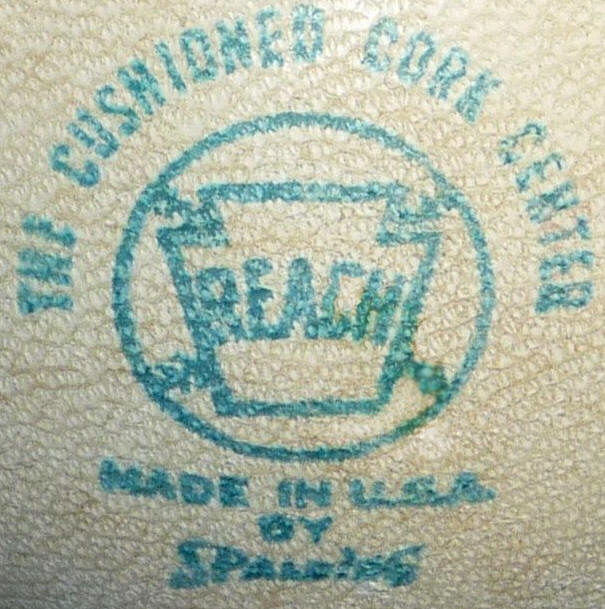 THE CUSHIONED CORK CENTER
REACH
MADE IN U.S.A.
BY
SPALDING